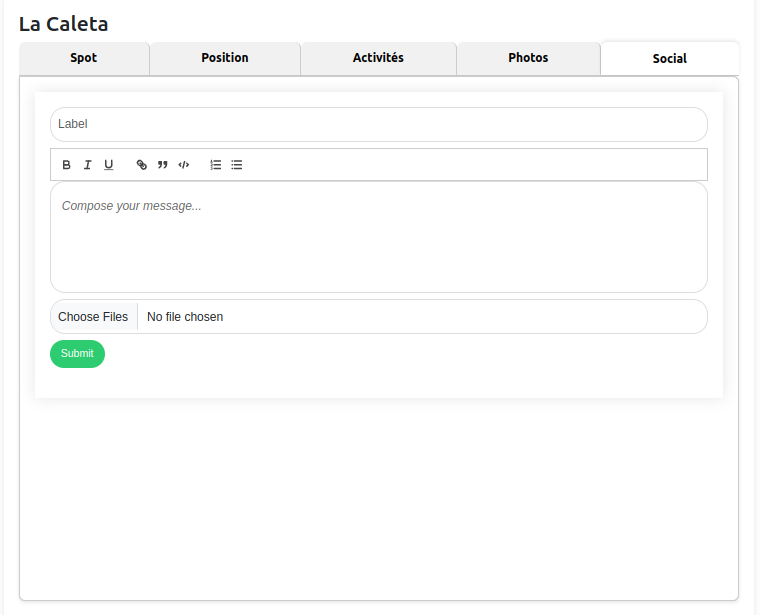 La Caleta
Spot Position Activités Photos Social
Label
B I U
Compose your message...
Choose Files No file chosen
Submit